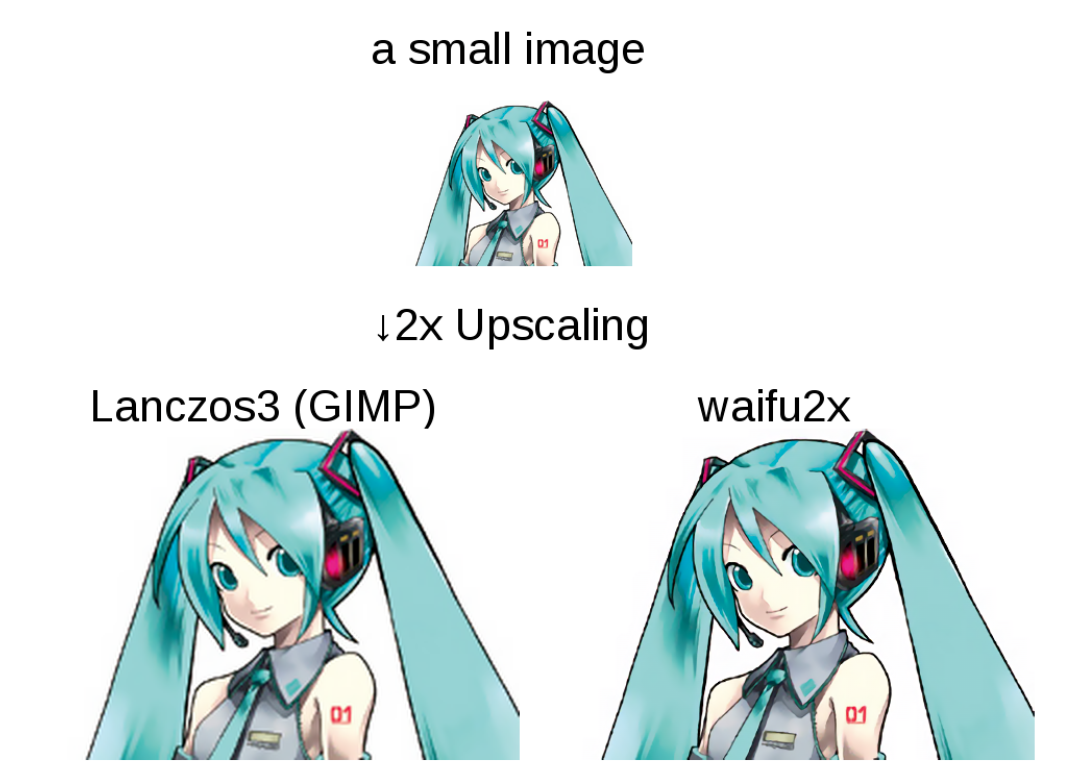 a small image
↓2x Upscaling
Lanczos3 (GIMP)
waifu2x
01
01
01